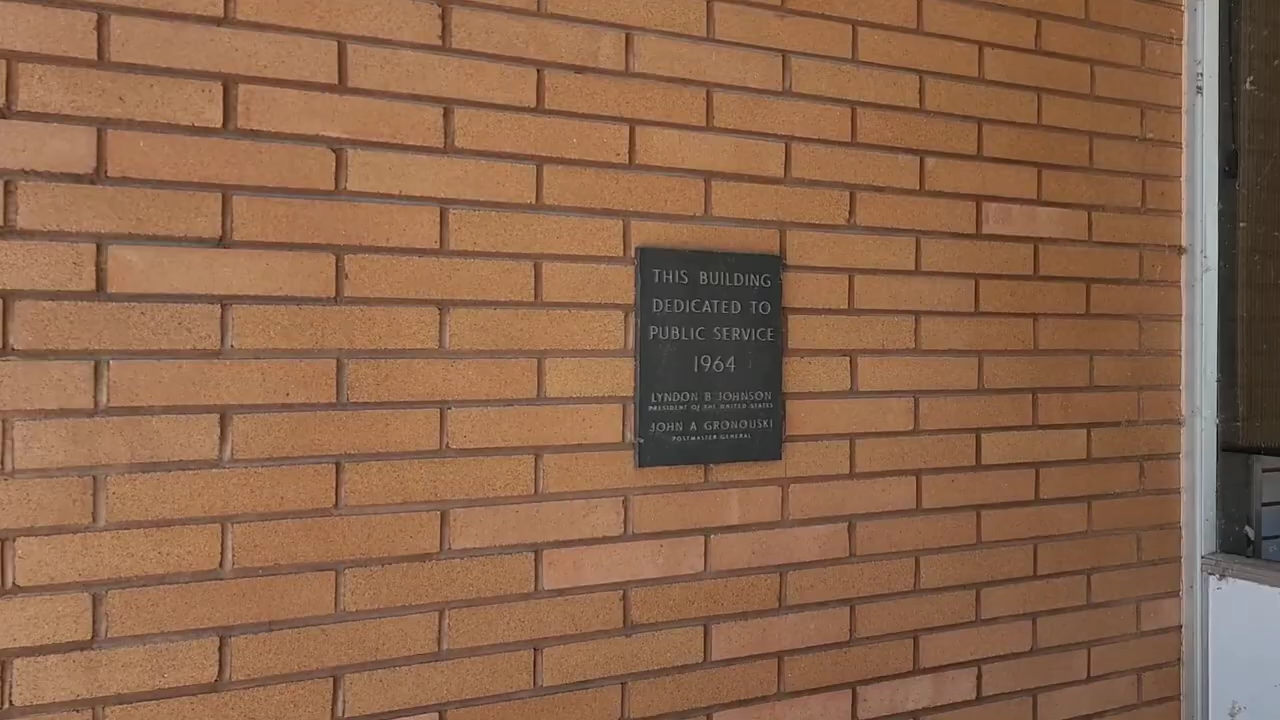 THIS BUILDING
DEDICATED TO
PUBLIC SERVICE
1964
LYNDON B JOHNSON
PRESIDENT OF THE UNITED STATES
JOHN A GRONOUSKI
POSTMASTER GENERAL